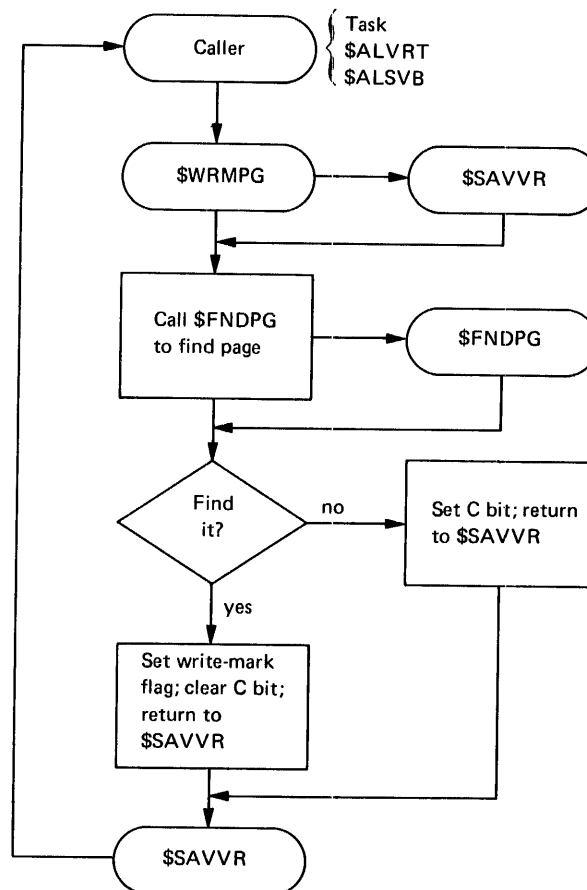 Caller
Task
$ALVRT
$ALSVB
$WRMPG
$SAVVR
Call $FNDPG
to find page
$FNDPG
Find
it?
no
Set C bit; return
to $SAVVR
yes
Set write-mark
flag; clear C bit;
return to
$SAVVR
$SAVVR